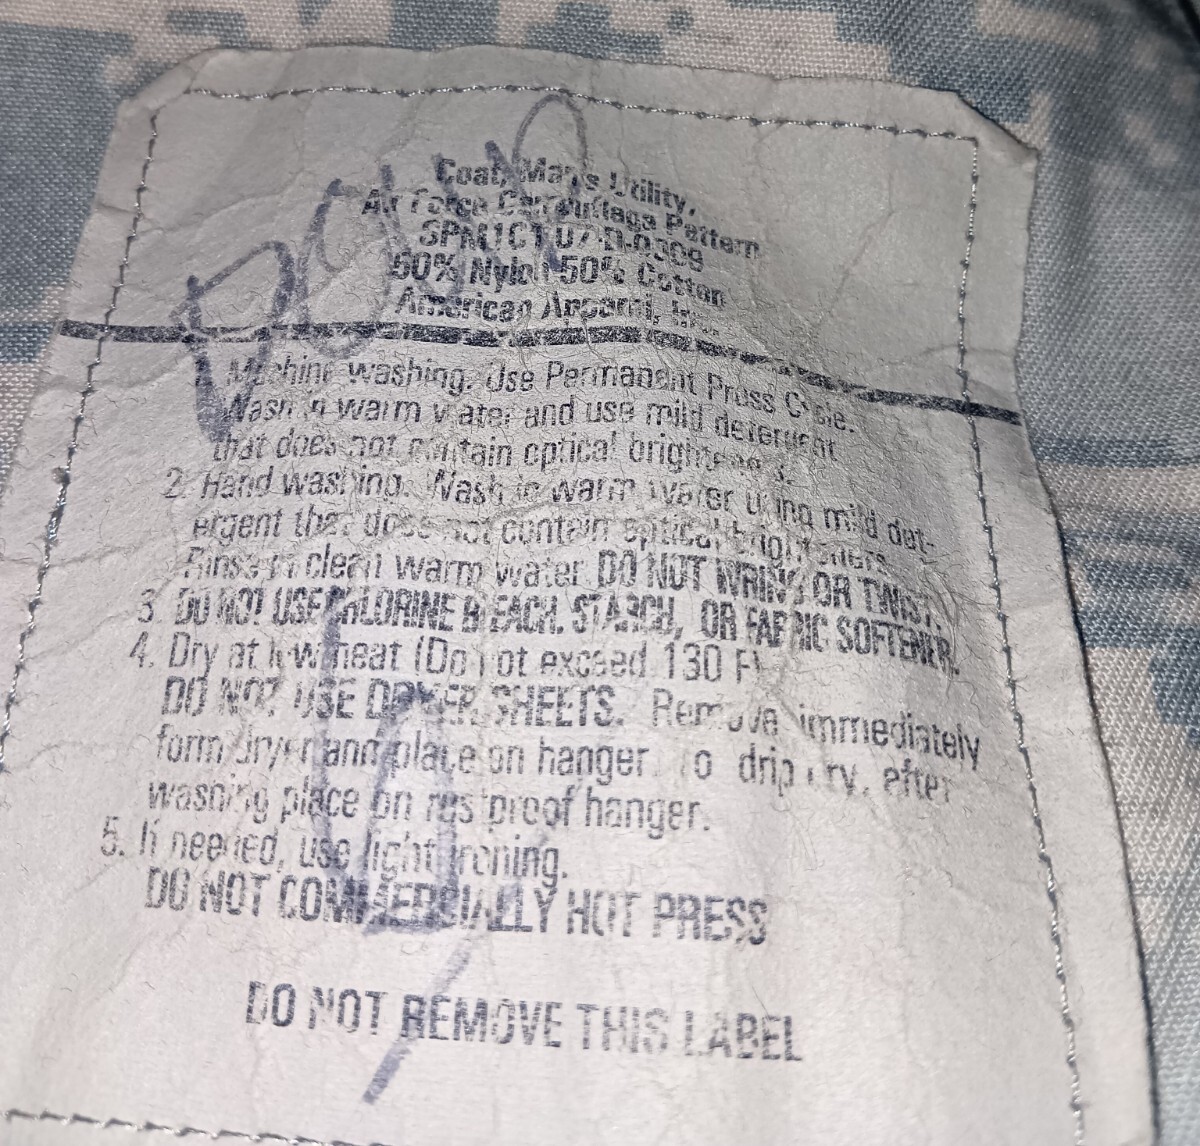 Coat, Man's Utility,
Air Force Camouflage Pattern
SPM1C1-07-D-0309
50% Nylon 50% Cotton
American Apparel, Inc.
Machine washing. Use Permanent Press Cycle.
Wash in warm water and use mild detergent
that does not contain optical brighteners.
2. Hand washing. Wash in warm water using mild det-
ergent that does not contain optical brighteners.
Rinse in clean warm water. DO NOT WRING OR TWIST.
3. DO NOT USE CHLORINE BLEACH, STARCH, OR FABRIC SOFTENER.
4. Dry at low heat (Do not exceed 130 F)
DO NOT USE DRYER SHEETS. Remove immediately
form dryer and place on hanger. To drip dry, after
washing place on rustproof hanger.
5. If needed, use light ironing.
DO NOT COMMERCIALLY HOT PRESS
DO NOT REMOVE THIS LABEL